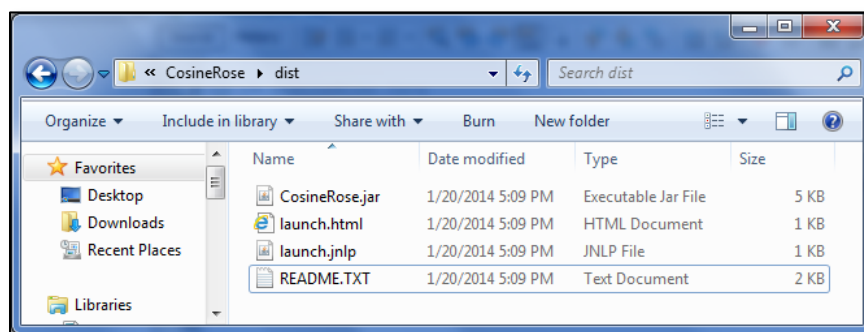 « CosineRose ▸ dist Search dist
Organize Include in library Share with Burn New folder
Favorites
Desktop
Downloads
Recent Places
Libraries
Name Date modified Type Size
CosineRose.jar 1/20/2014 5:09 PM Executable Jar File 5 KB
launch.html 1/20/2014 5:09 PM HTML Document 1 KB
launch.jnlp 1/20/2014 5:09 PM JNLP File 1 KB
README.TXT 1/20/2014 5:09 PM Text Document 2 KB